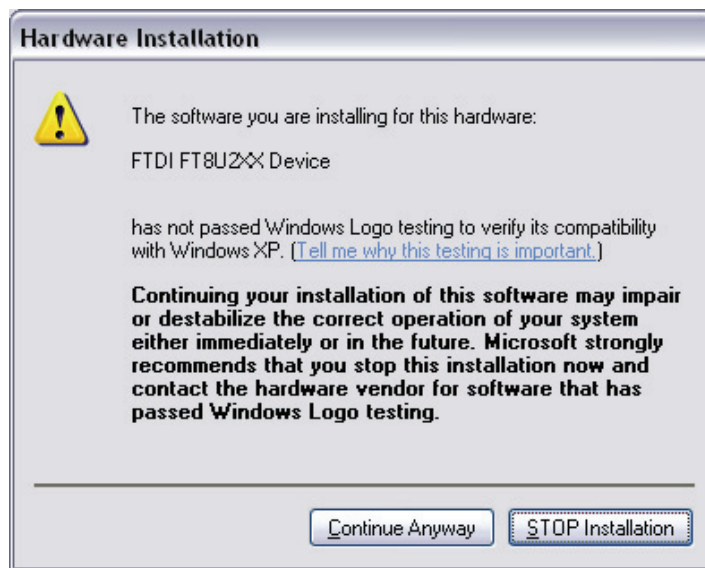 Hardware Installation
The software you are installing for this hardware:
FTDI FT8U2XX Device
has not passed Windows Logo testing to verify its compatibility
with Windows XP. (Tell me why this testing is important.)
Continuing your installation of this software may impair
or destabilize the correct operation of your system
either immediately or in the future. Microsoft strongly
recommends that you stop this installation now and
contact the hardware vendor for software that has
passed Windows Logo testing.
Continue Anyway
STOP Installation